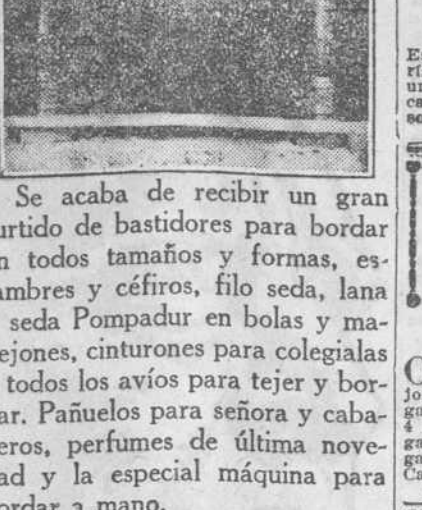 Se acaba de recibir un gran
urtido de bastidores para bordar
n todos tamaños y formas, es-
ambres y céfiros, filo seda, lana
seda Pompadur en bolas y ma-
ejones, cinturones para colegialas
todos los avíos para tejer y bor-
ar. Pañuelos para señora y caba-
eros, perfumes de última nove-
ad y la especial máquina para
ordar a mano.